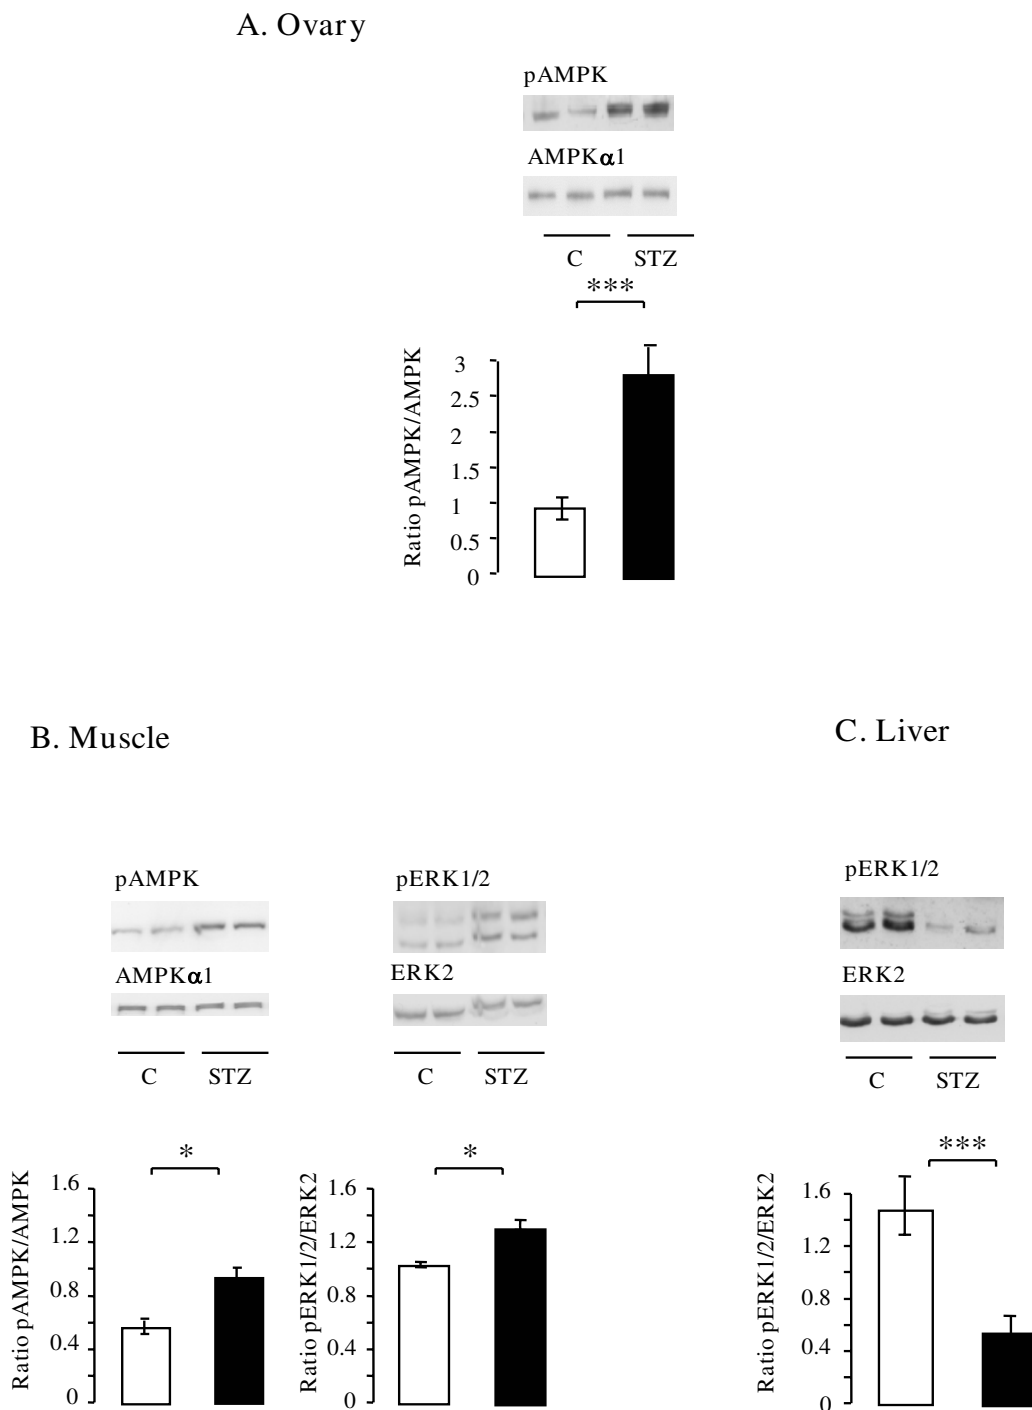 A. Ovary
pAMPK
AMPKα1
C STZ
***
Ratio pAMPK/AMPK
3
2.5
2
1.5
1
0.5
0
B. Muscle
pAMPK
AMPKα1
C STZ
*
Ratio pAMPK/AMPK
1.6
1.2
0.8
0.4
0
pERK1/2
ERK2
C STZ
*
Ratio pERK1/2/ERK2
1.6
1.2
0.8
0.4
0
C. Liver
pERK1/2
ERK2
C STZ
***
Ratio pERK1/2/ERK2
1.6
1.2
0.8
0.4
0